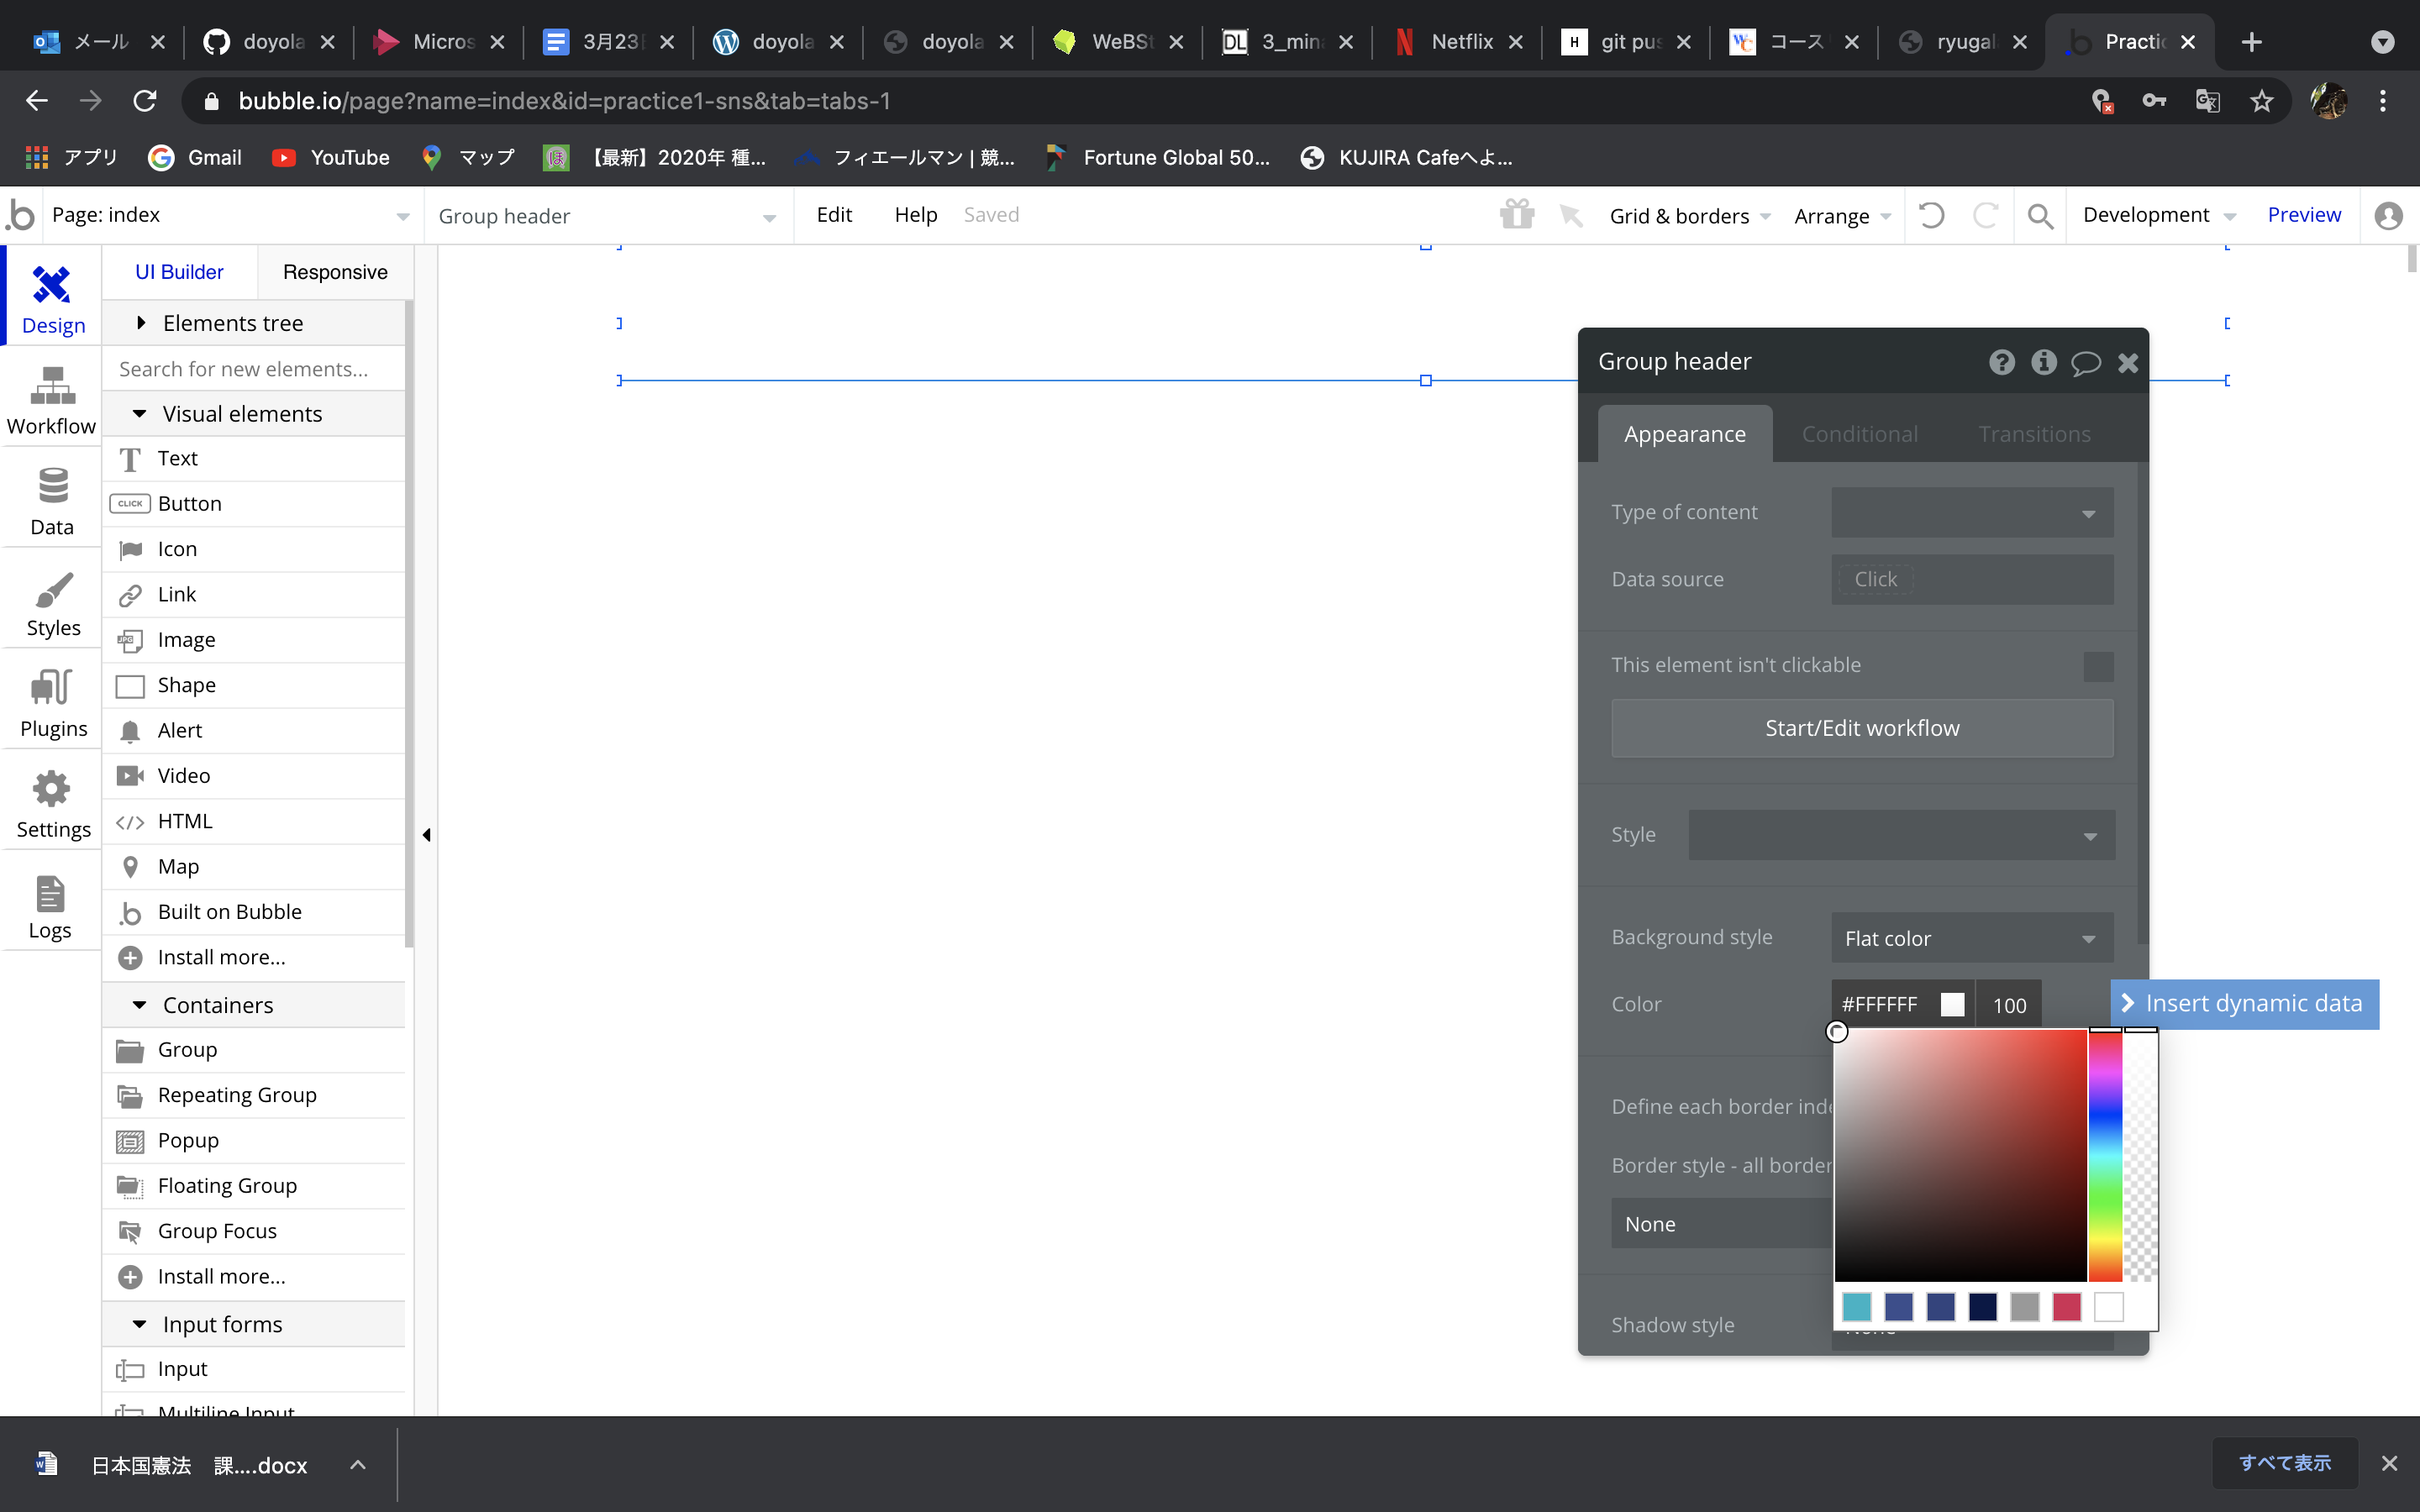 メール
doyola
Micros
3月23日
doyola
doyola
WeBSt
DL 3_mina
Netflix
H git pus
コース
ryugal
Practic
bubble.io/page?name=index&id=practice1-sns&tab=tabs-1
アプリ
Gmail
YouTube
マップ
【最新】2020年 種...
フィエールマン | 競...
Fortune Global 50...
KUJIRA Cafeへよ...
Page: index
Group header
Edit
Help
Saved
Grid & borders
Arrange
Development
Preview
Design
Workflow
Data
Styles
Plugins
Settings
Logs
UI Builder
Responsive
Elements tree
Search for new elements...
Visual elements
Text
CLICK Button
Icon
Link
Image
Shape
Alert
Video
HTML
Map
Built on Bubble
Install more...
Containers
Group
Repeating Group
Popup
Floating Group
Group Focus
Install more...
Input forms
Input
Multiline Input
Group header
Appearance
Conditional
Transitions
Type of content
Data source
Click
This element isn't clickable
Start/Edit workflow
Style
Background style
Flat color
Color
#FFFFFF
100
Insert dynamic data
Define each border inde
Border style - all border
None
Shadow style
None
日本国憲法 課....docx
すべて表示